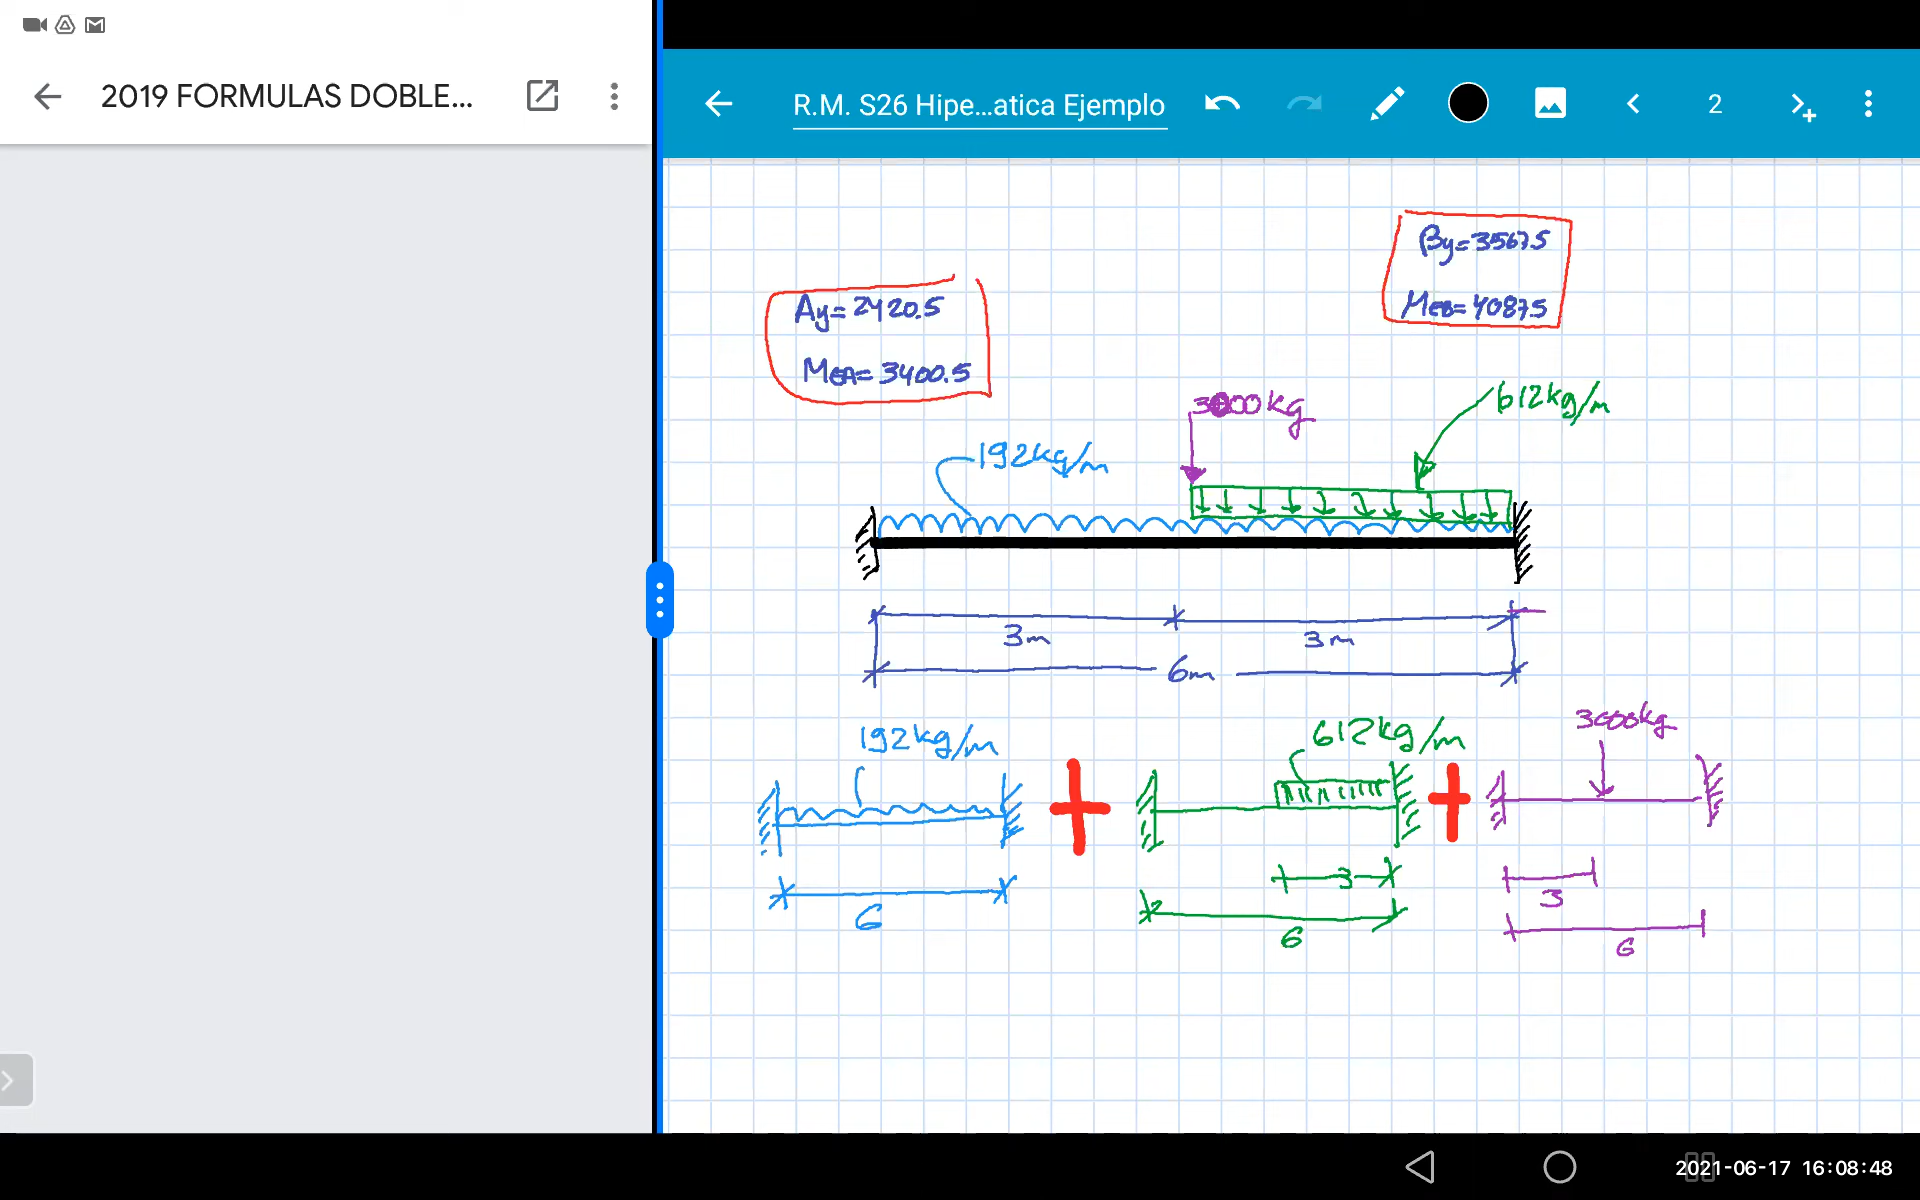 2019 FORMULAS DOBLE...
R.M. S26 Hipe...atica Ejemplo
2
By=3567.5
MEB=4087.5
Ay=2420.5
MEA=3400.5
3000kg
612kg/m
192kg/m
3m
3m
6m
192kg/m
612kg/m
3000kg
3
3
6
6
6
2021-06-17 16:08:48